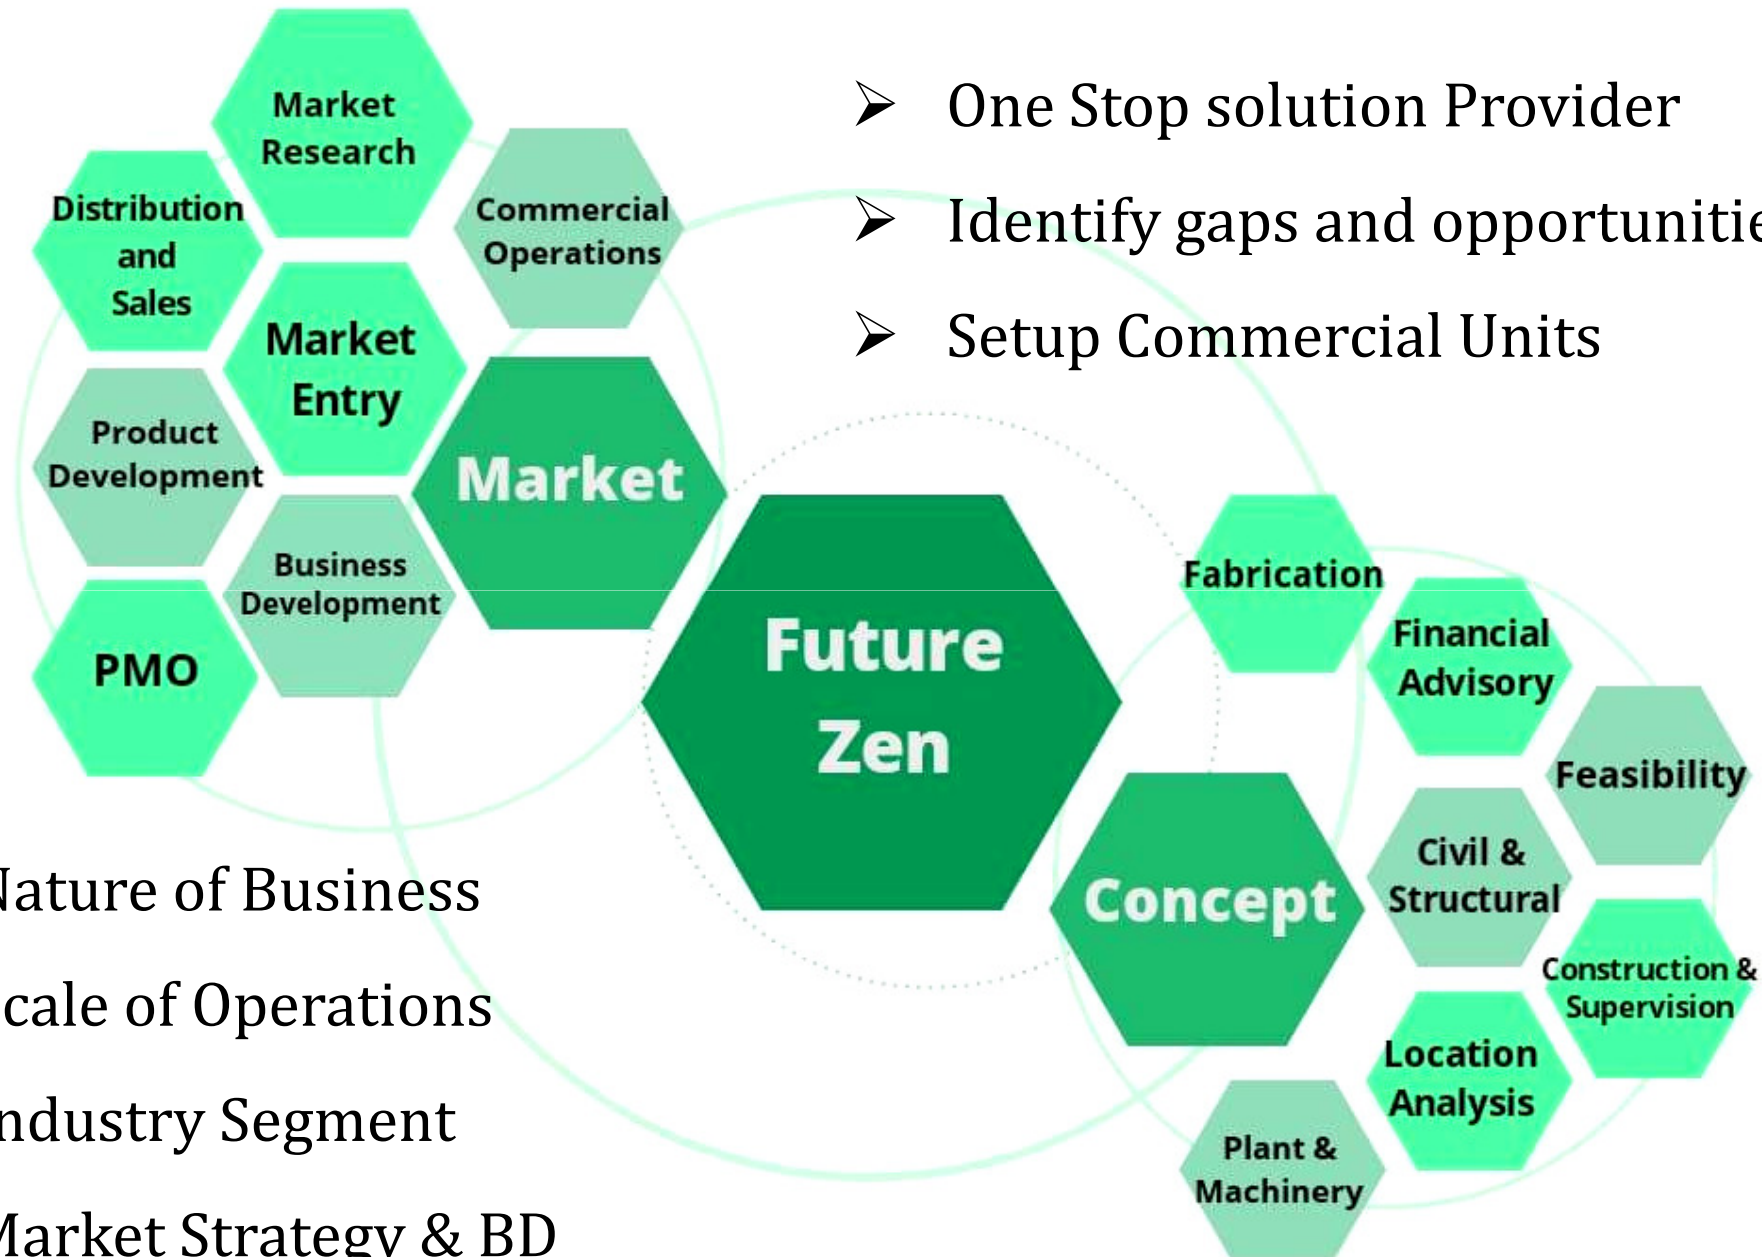 Market
Research
Distribution
and
Sales
Commercial
Operations
Market
Entry
Product
Development
Market
Business
Development
PMO
➢ One Stop solution Provider
➢ Identify gaps and opportunitie
➢ Setup Commercial Units
Future
Zen
Fabrication
Financial
Advisory
Feasibility
Civil &
Structural
Concept
Construction &
Supervision
Location
Analysis
Plant &
Machinery
Nature of Business
cale of Operations
ndustry Segment
Market Strategy & BD